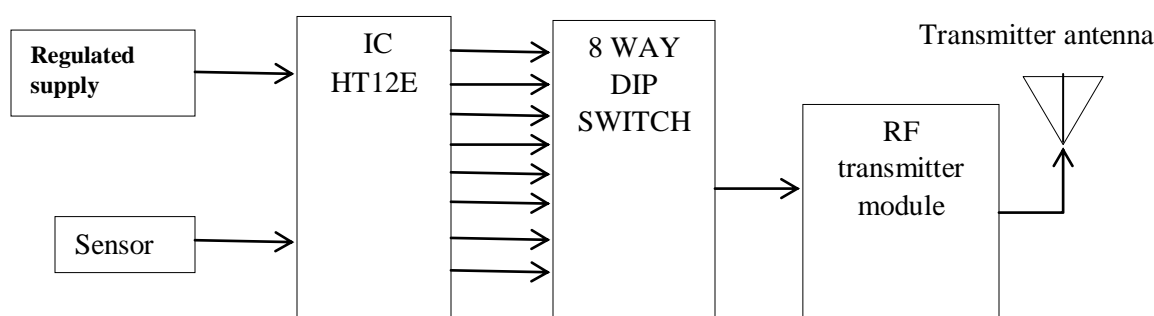 Regulated
supply
Sensor
IC
HT12E
8 WAY
DIP
SWITCH
RF
transmitter
module
Transmitter antenna